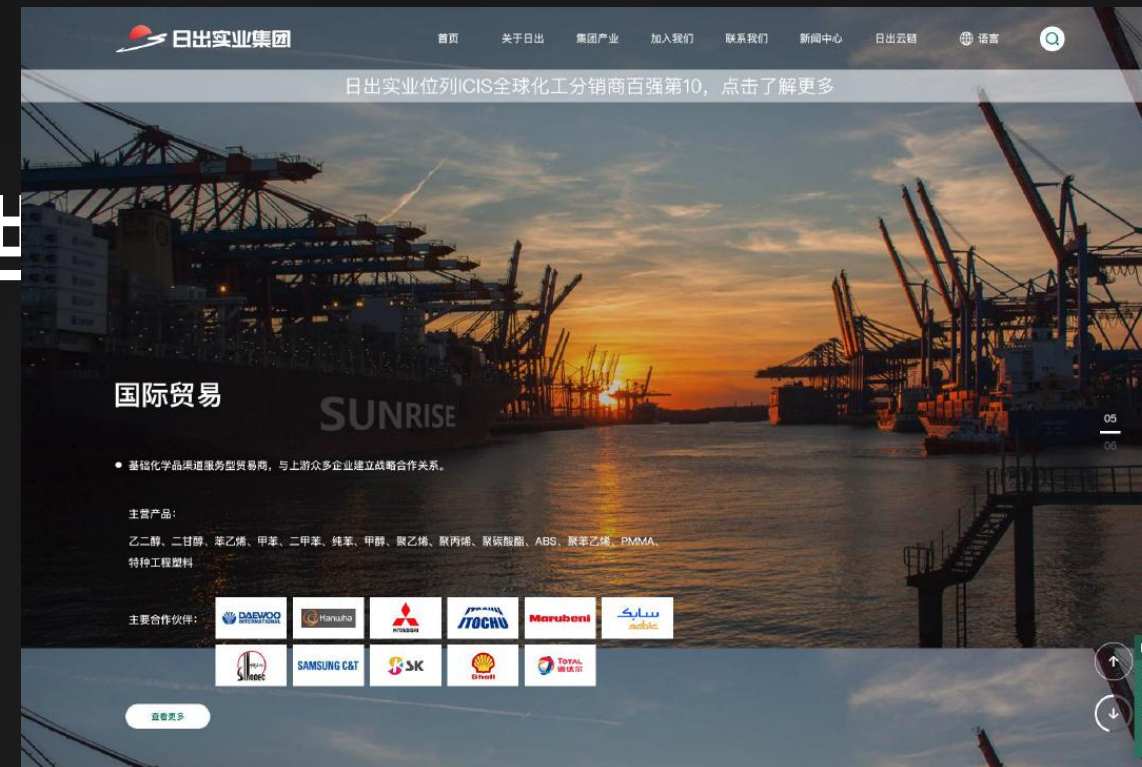 日出实业集团
首页 关于日出 集团产业 加入我们 联系我们 新闻中心 日出云链 语言
日出实业位列ICIS全球化工分销商百强第10，点击了解更多
国际贸易
SUNRISE
05
06
● 基础化学品渠道服务型贸易商，与上游众多企业建立战略合作关系。
主营产品：
乙二醇、二甘醇、苯乙烯、甲苯、二甲苯、纯苯、甲醇、聚乙烯、聚丙烯、聚碳酸酯、ABS、聚苯乙烯、PMMA、
特种工程塑料
主要合作伙伴：
DAEWOO INTERNATIONAL
Hanwha
MITSUBISHI
ITOCHU
Marubeni
سابك
sabic
SAMSUNG C&T
SK
Shell
TOTAL
道达尔
查看更多